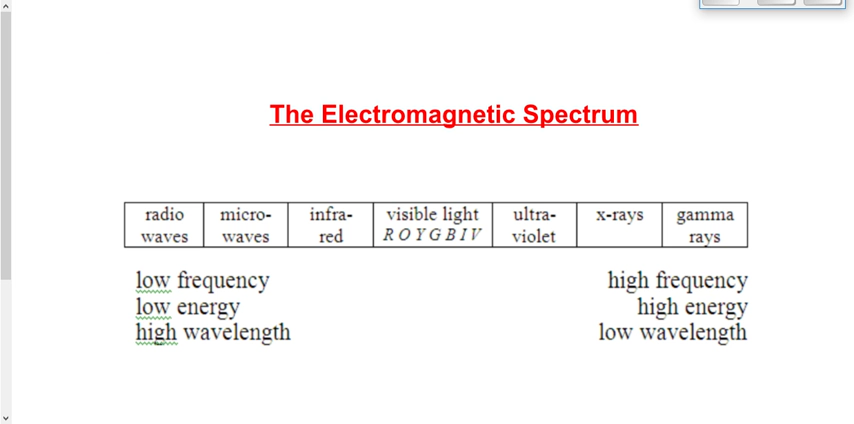 The Electromagnetic Spectrum
radio waves
micro-waves
infra-red
visible light
R O Y G B I V
ultra-violet
x-rays
gamma rays
low frequency
low energy
high wavelength
high frequency
high energy
low wavelength